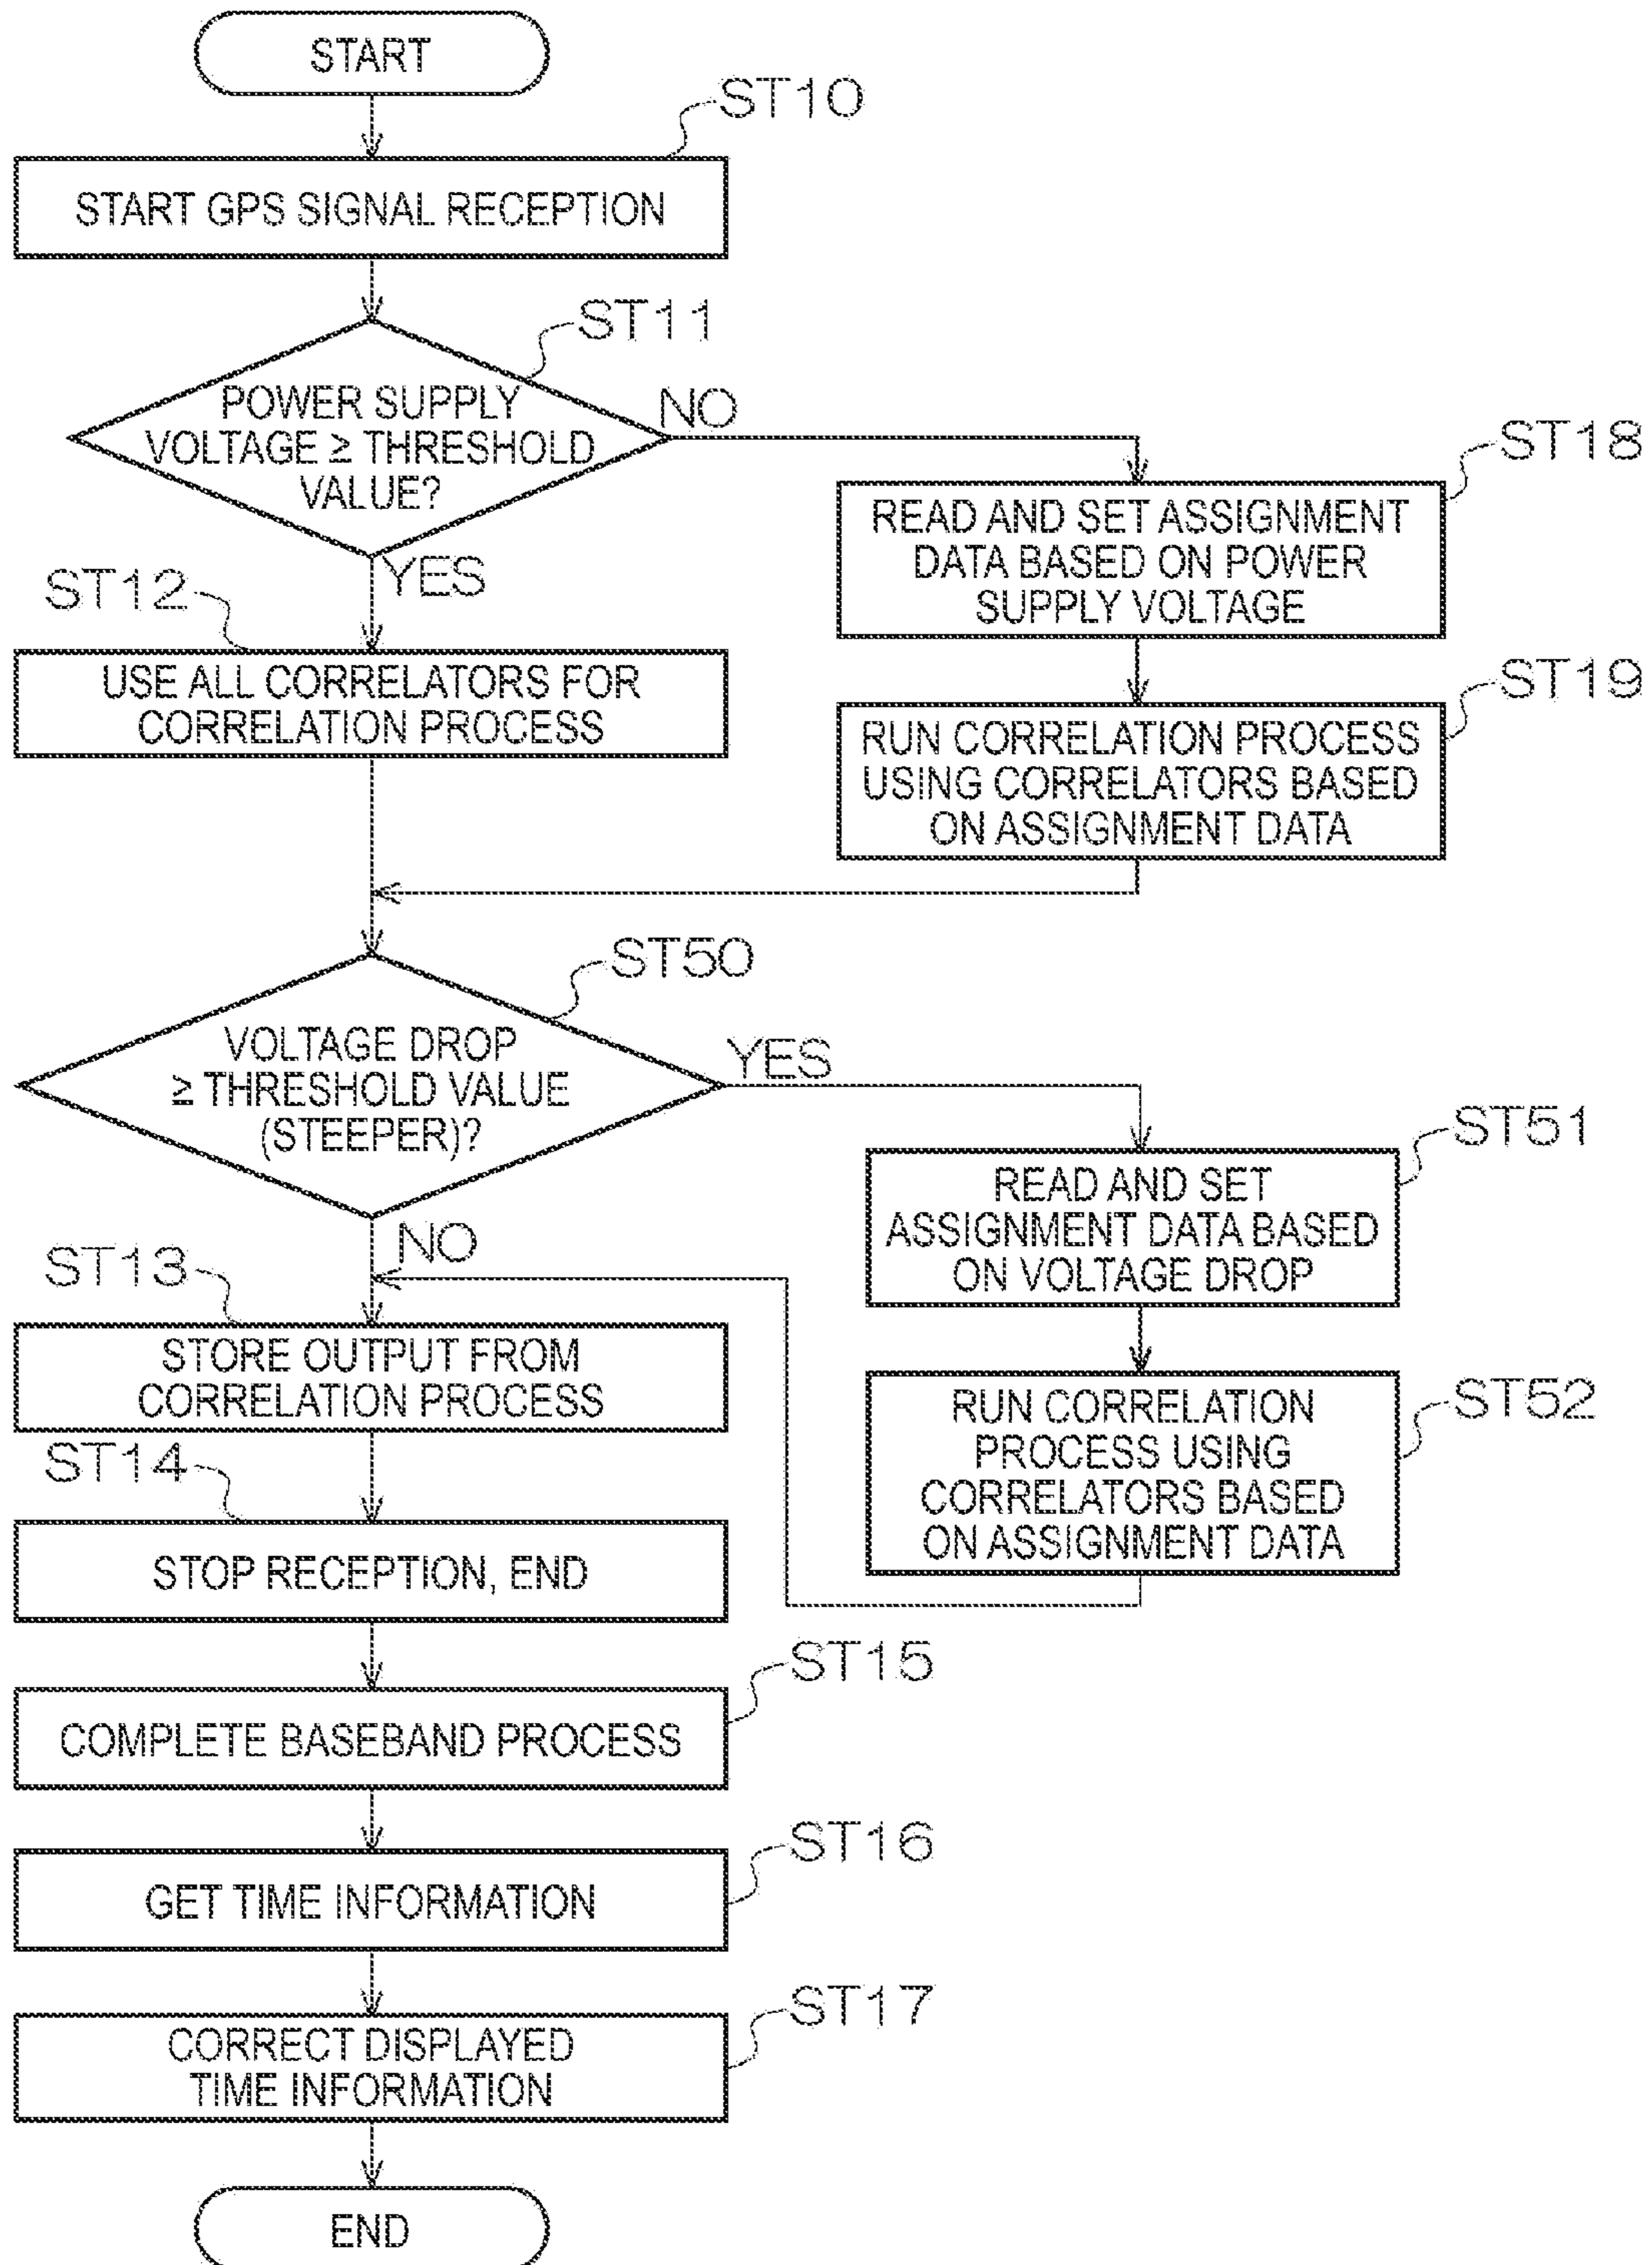 START
ST10
START GPS SIGNAL RECEPTION
ST11
POWER SUPPLY
VOLTAGE ≥ THRESHOLD
VALUE?
NO
YES
ST18
READ AND SET ASSIGNMENT
DATA BASED ON POWER
SUPPLY VOLTAGE
ST12
USE ALL CORRELATORS FOR
CORRELATION PROCESS
ST19
RUN CORRELATION PROCESS
USING CORRELATORS BASED
ON ASSIGNMENT DATA
ST50
VOLTAGE DROP
≥ THRESHOLD VALUE
(STEEPER)?
YES
NO
ST51
READ AND SET
ASSIGNMENT DATA BASED
ON VOLTAGE DROP
ST13
STORE OUTPUT FROM
CORRELATION PROCESS
ST52
RUN CORRELATION
PROCESS USING
CORRELATORS BASED
ON ASSIGNMENT DATA
ST14
STOP RECEPTION, END
ST15
COMPLETE BASEBAND PROCESS
ST16
GET TIME INFORMATION
ST17
CORRECT DISPLAYED
TIME INFORMATION
END